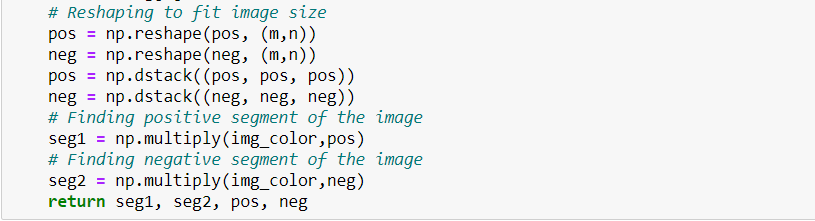 # Reshaping to fit image size
pos = np.reshape(pos, (m,n))
neg = np.reshape(neg, (m,n))
pos = np.dstack((pos, pos, pos))
neg = np.dstack((neg, neg, neg))
# Finding positive segment of the image
seg1 = np.multiply(img_color,pos)
# Finding negative segment of the image
seg2 = np.multiply(img_color,neg)
return seg1, seg2, pos, neg